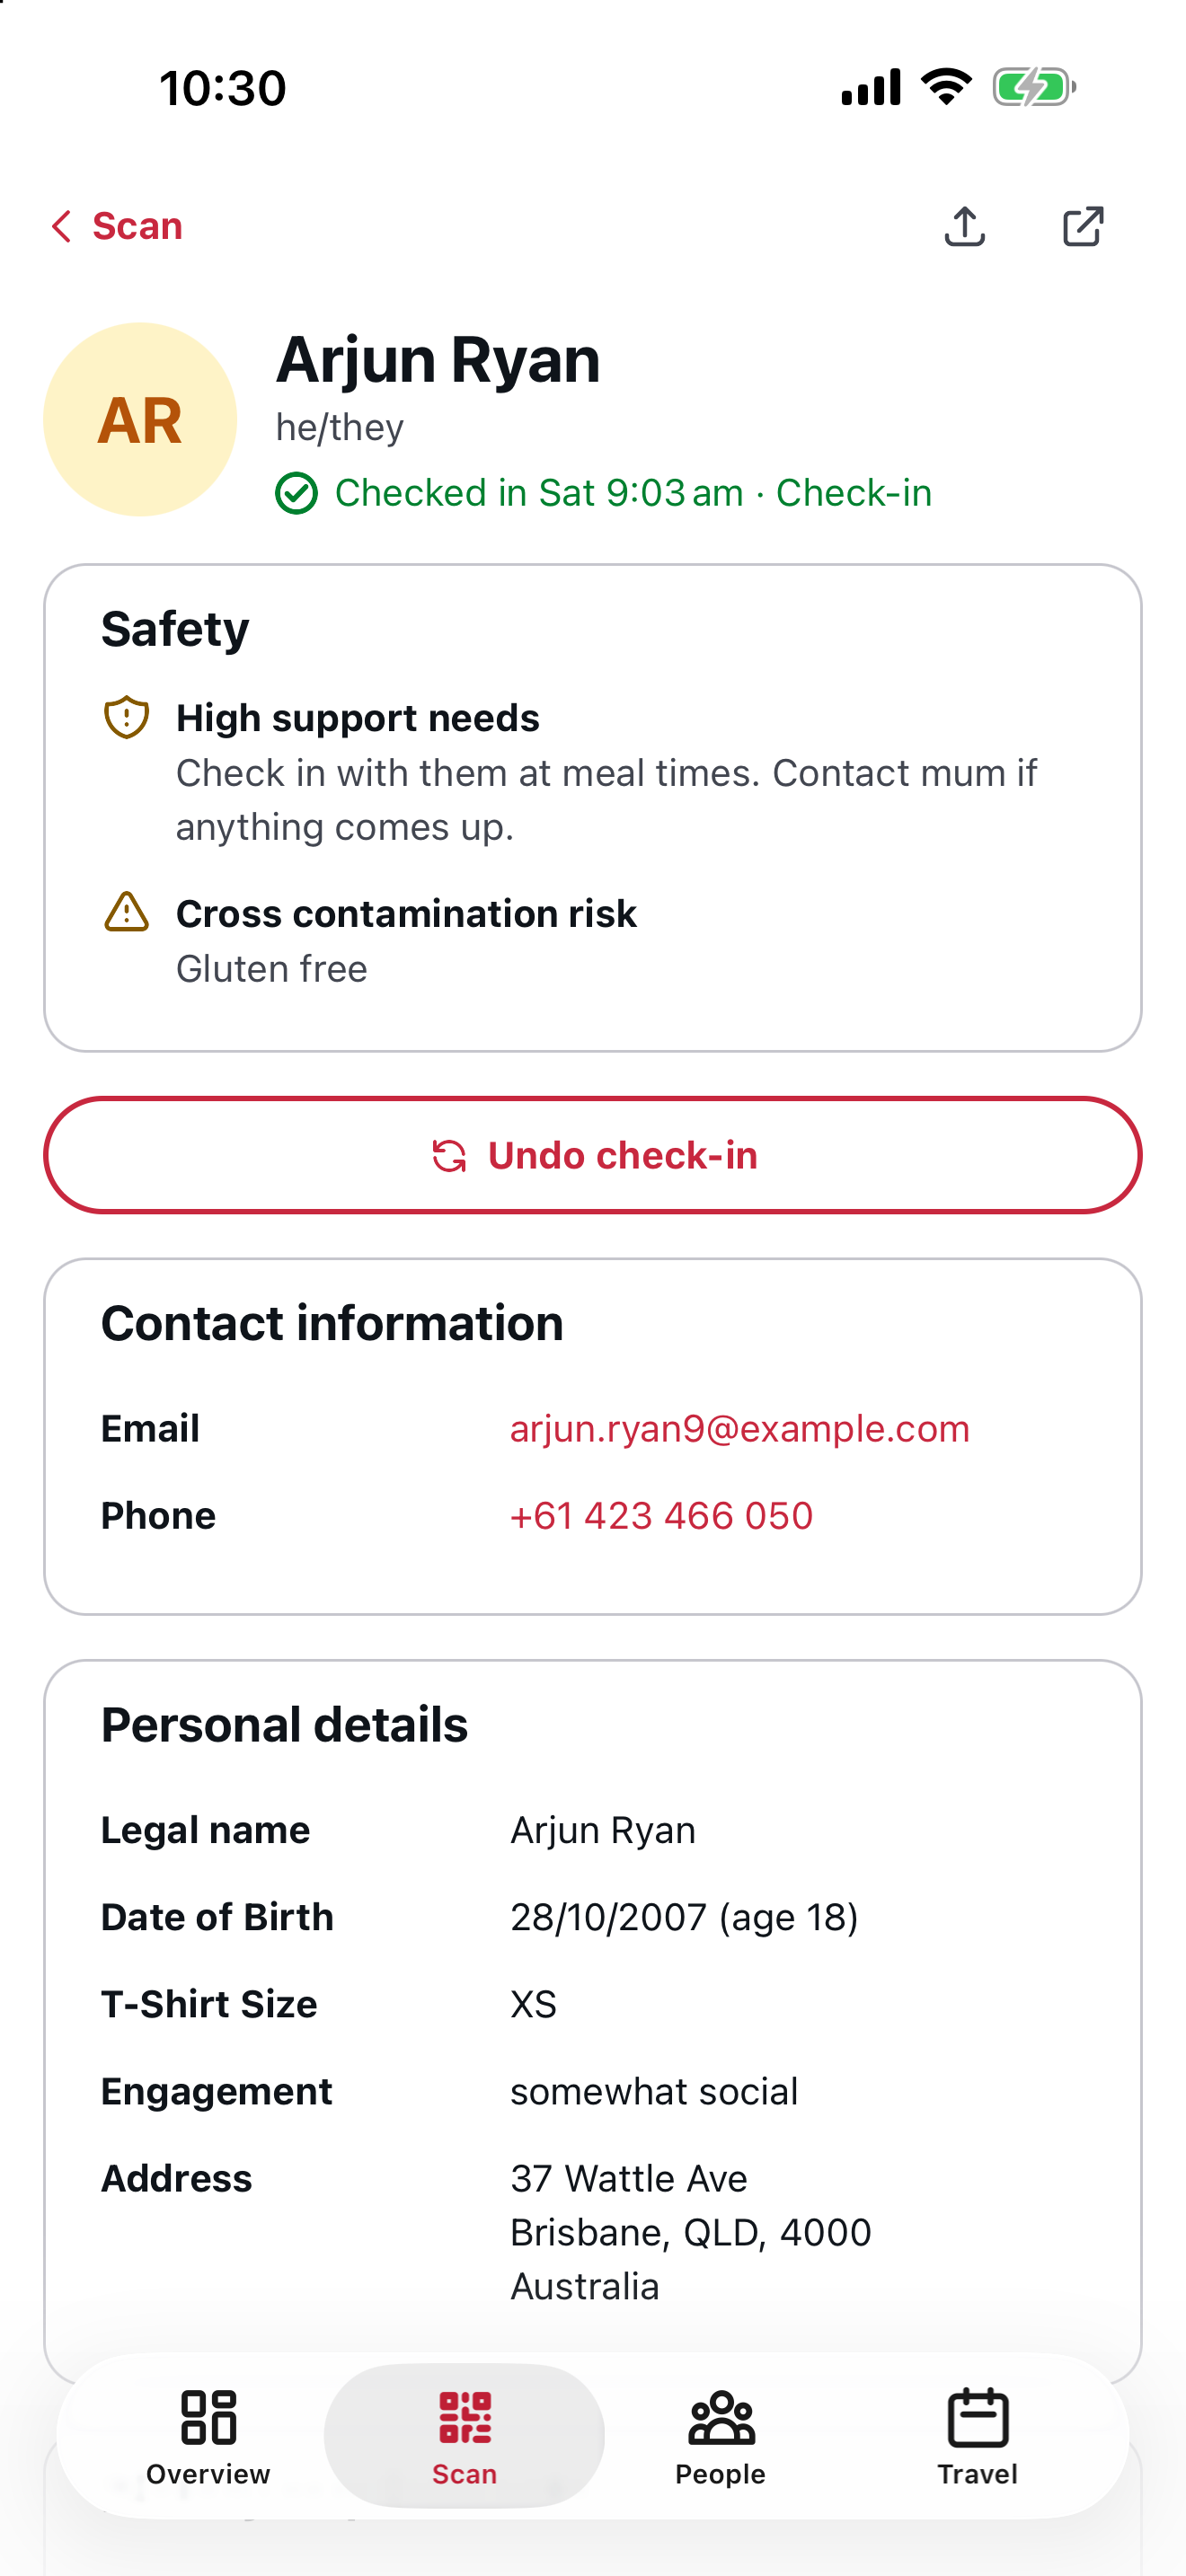 10:30
Scan
AR
Arjun Ryan
he/they
Checked in Sat 9:03 am · Check-in
Safety
High support needs
Check in with them at meal times. Contact mum if
anything comes up.
Cross contamination risk
Gluten free
Undo check-in
Contact information
Email arjun.ryan9@example.com
Phone +61 423 466 050
Personal details
Legal name Arjun Ryan
Date of Birth 28/10/2007 (age 18)
T-Shirt Size XS
Engagement somewhat social
Address 37 Wattle Ave
Brisbane, QLD, 4000
Australia
Overview Scan People Travel